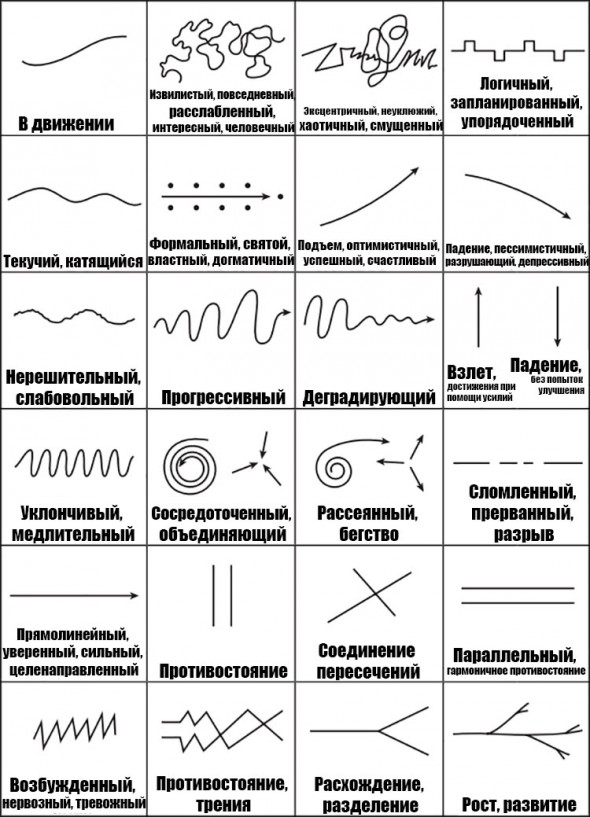 В движении
Извилистый, повседневный,
расслабленный,
интересный, человечный
Эксцентричный, неуклюжий,
хаотичный, смущенный
Логичный,
запланированный,
упорядоченный
Текучий, катящийся
Формальный, святой,
властный, догматичный
Подъем, оптимистичный,
успешный, счастливый
Падение, пессимистичный,
разрушающий, депрессивный
Нерешительный,
слабовольный
Прогрессивный
Деградирующий
Взлет,
достижения при
помощи усилий
Падение,
без попыток
улучшения
Уклончивый,
медлительный
Сосредоточенный,
объединяющий
Рассеянный,
бегство
Сломленный,
прерванный,
разрыв
Прямолинейный,
уверенный, сильный,
целенаправленный
Противостояние
Соединение
пересечений
Параллельный,
гармоничное противостояние
Возбужденный,
нервозный, тревожный
Противостояние,
трения
Расхождение,
разделение
Рост, развитие